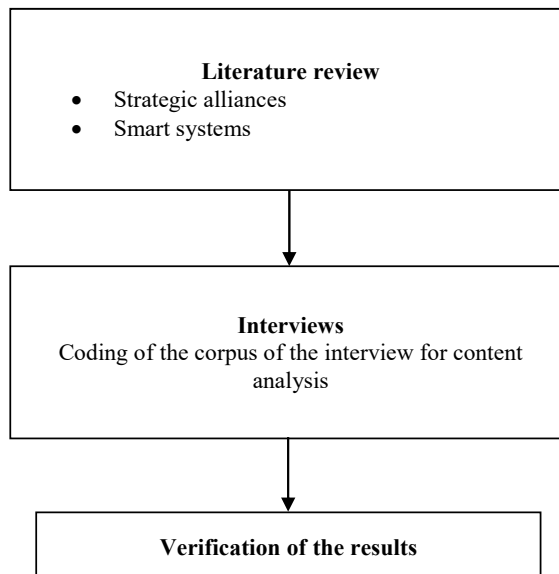 Literature review
• Strategic alliances
• Smart systems
Interviews
Coding of the corpus of the interview for content
analysis
Verification of the results